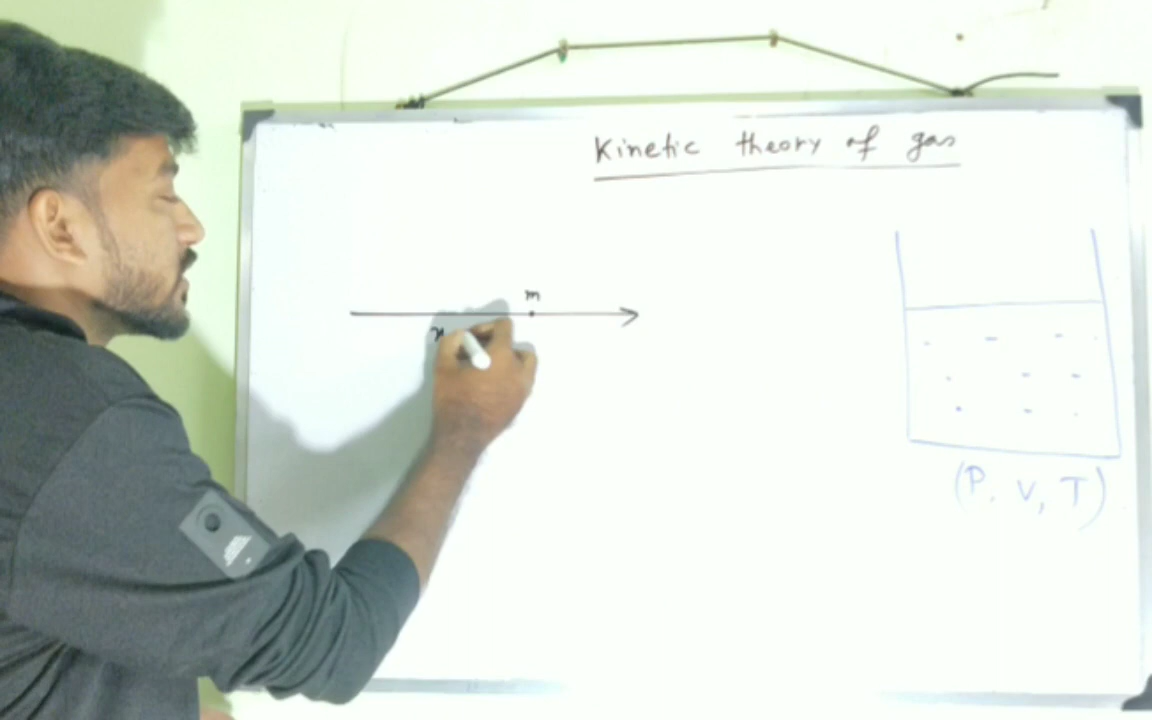 Kinetic theory of gas
m
x
(P, V, T)